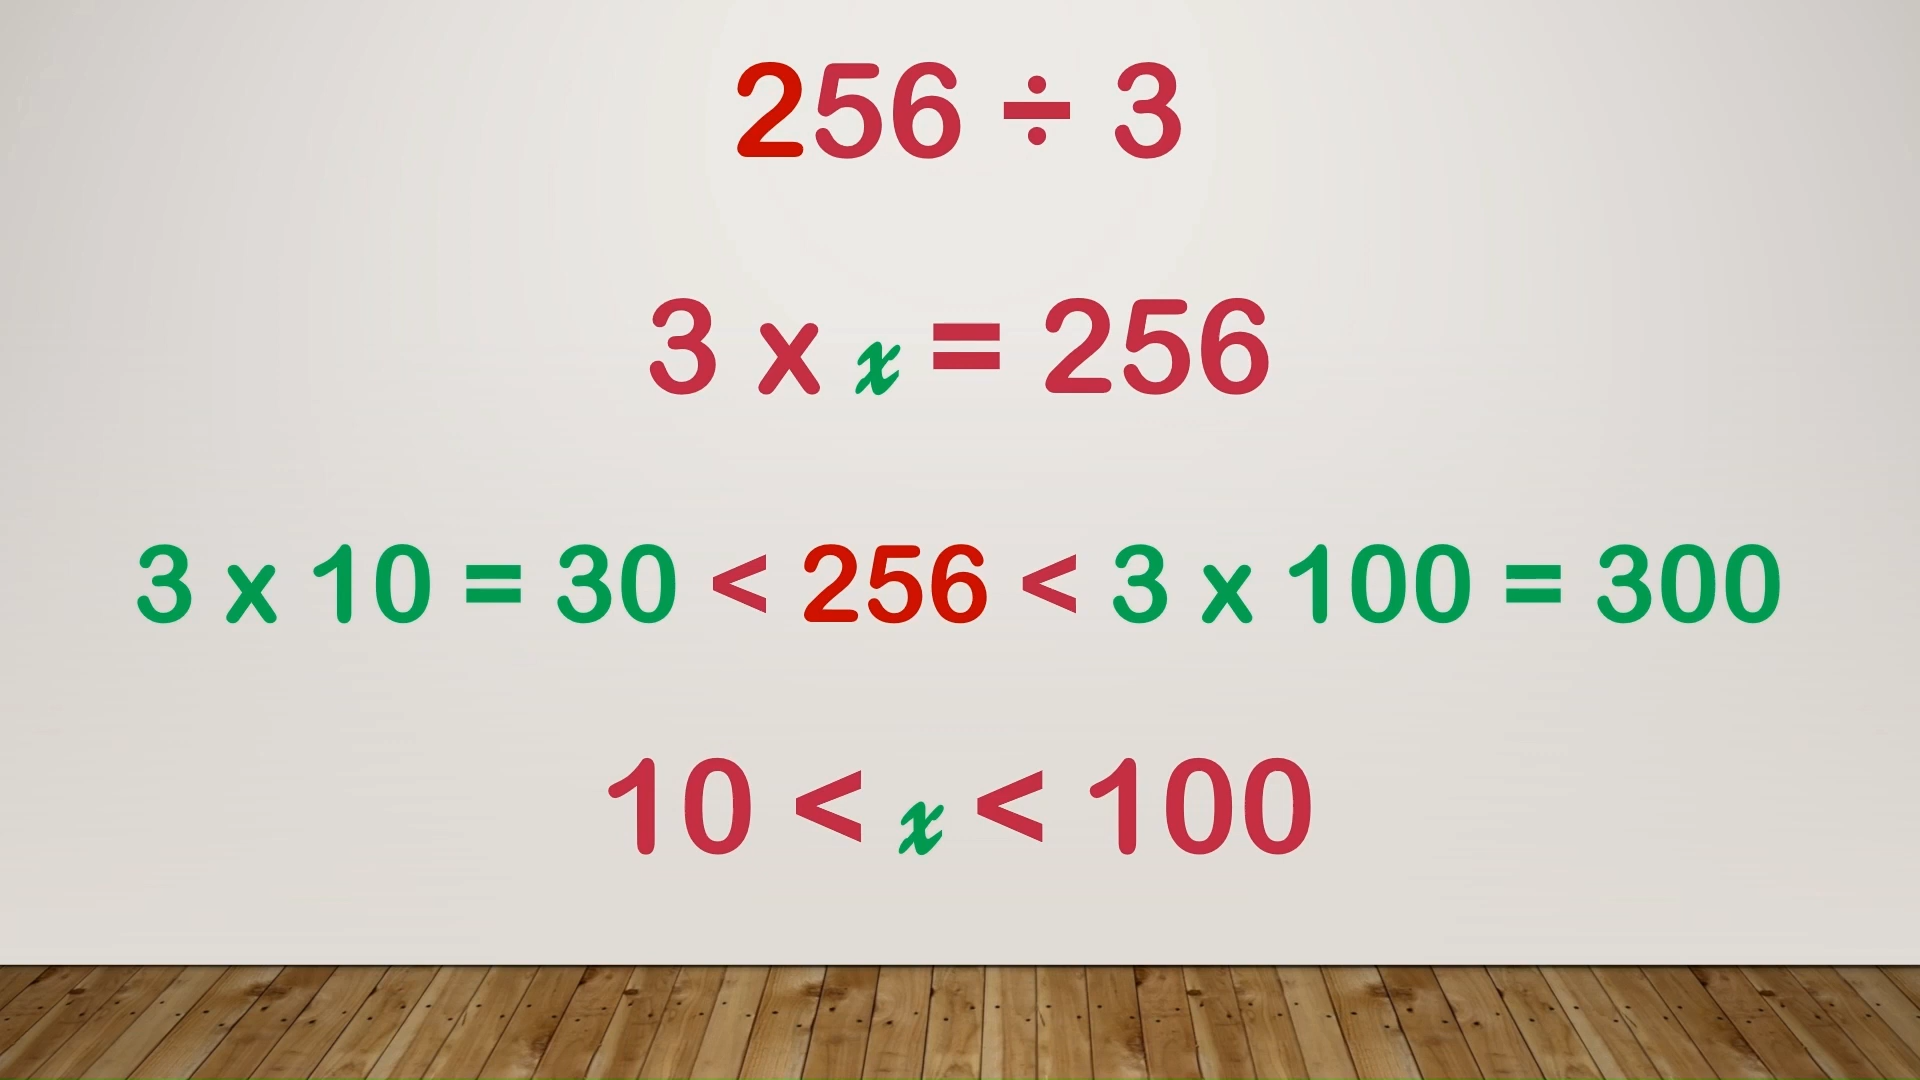 256 ÷ 3
3 x x = 256
3 x 10 = 30 < 256 < 3 x 100 = 300
10 < x < 100